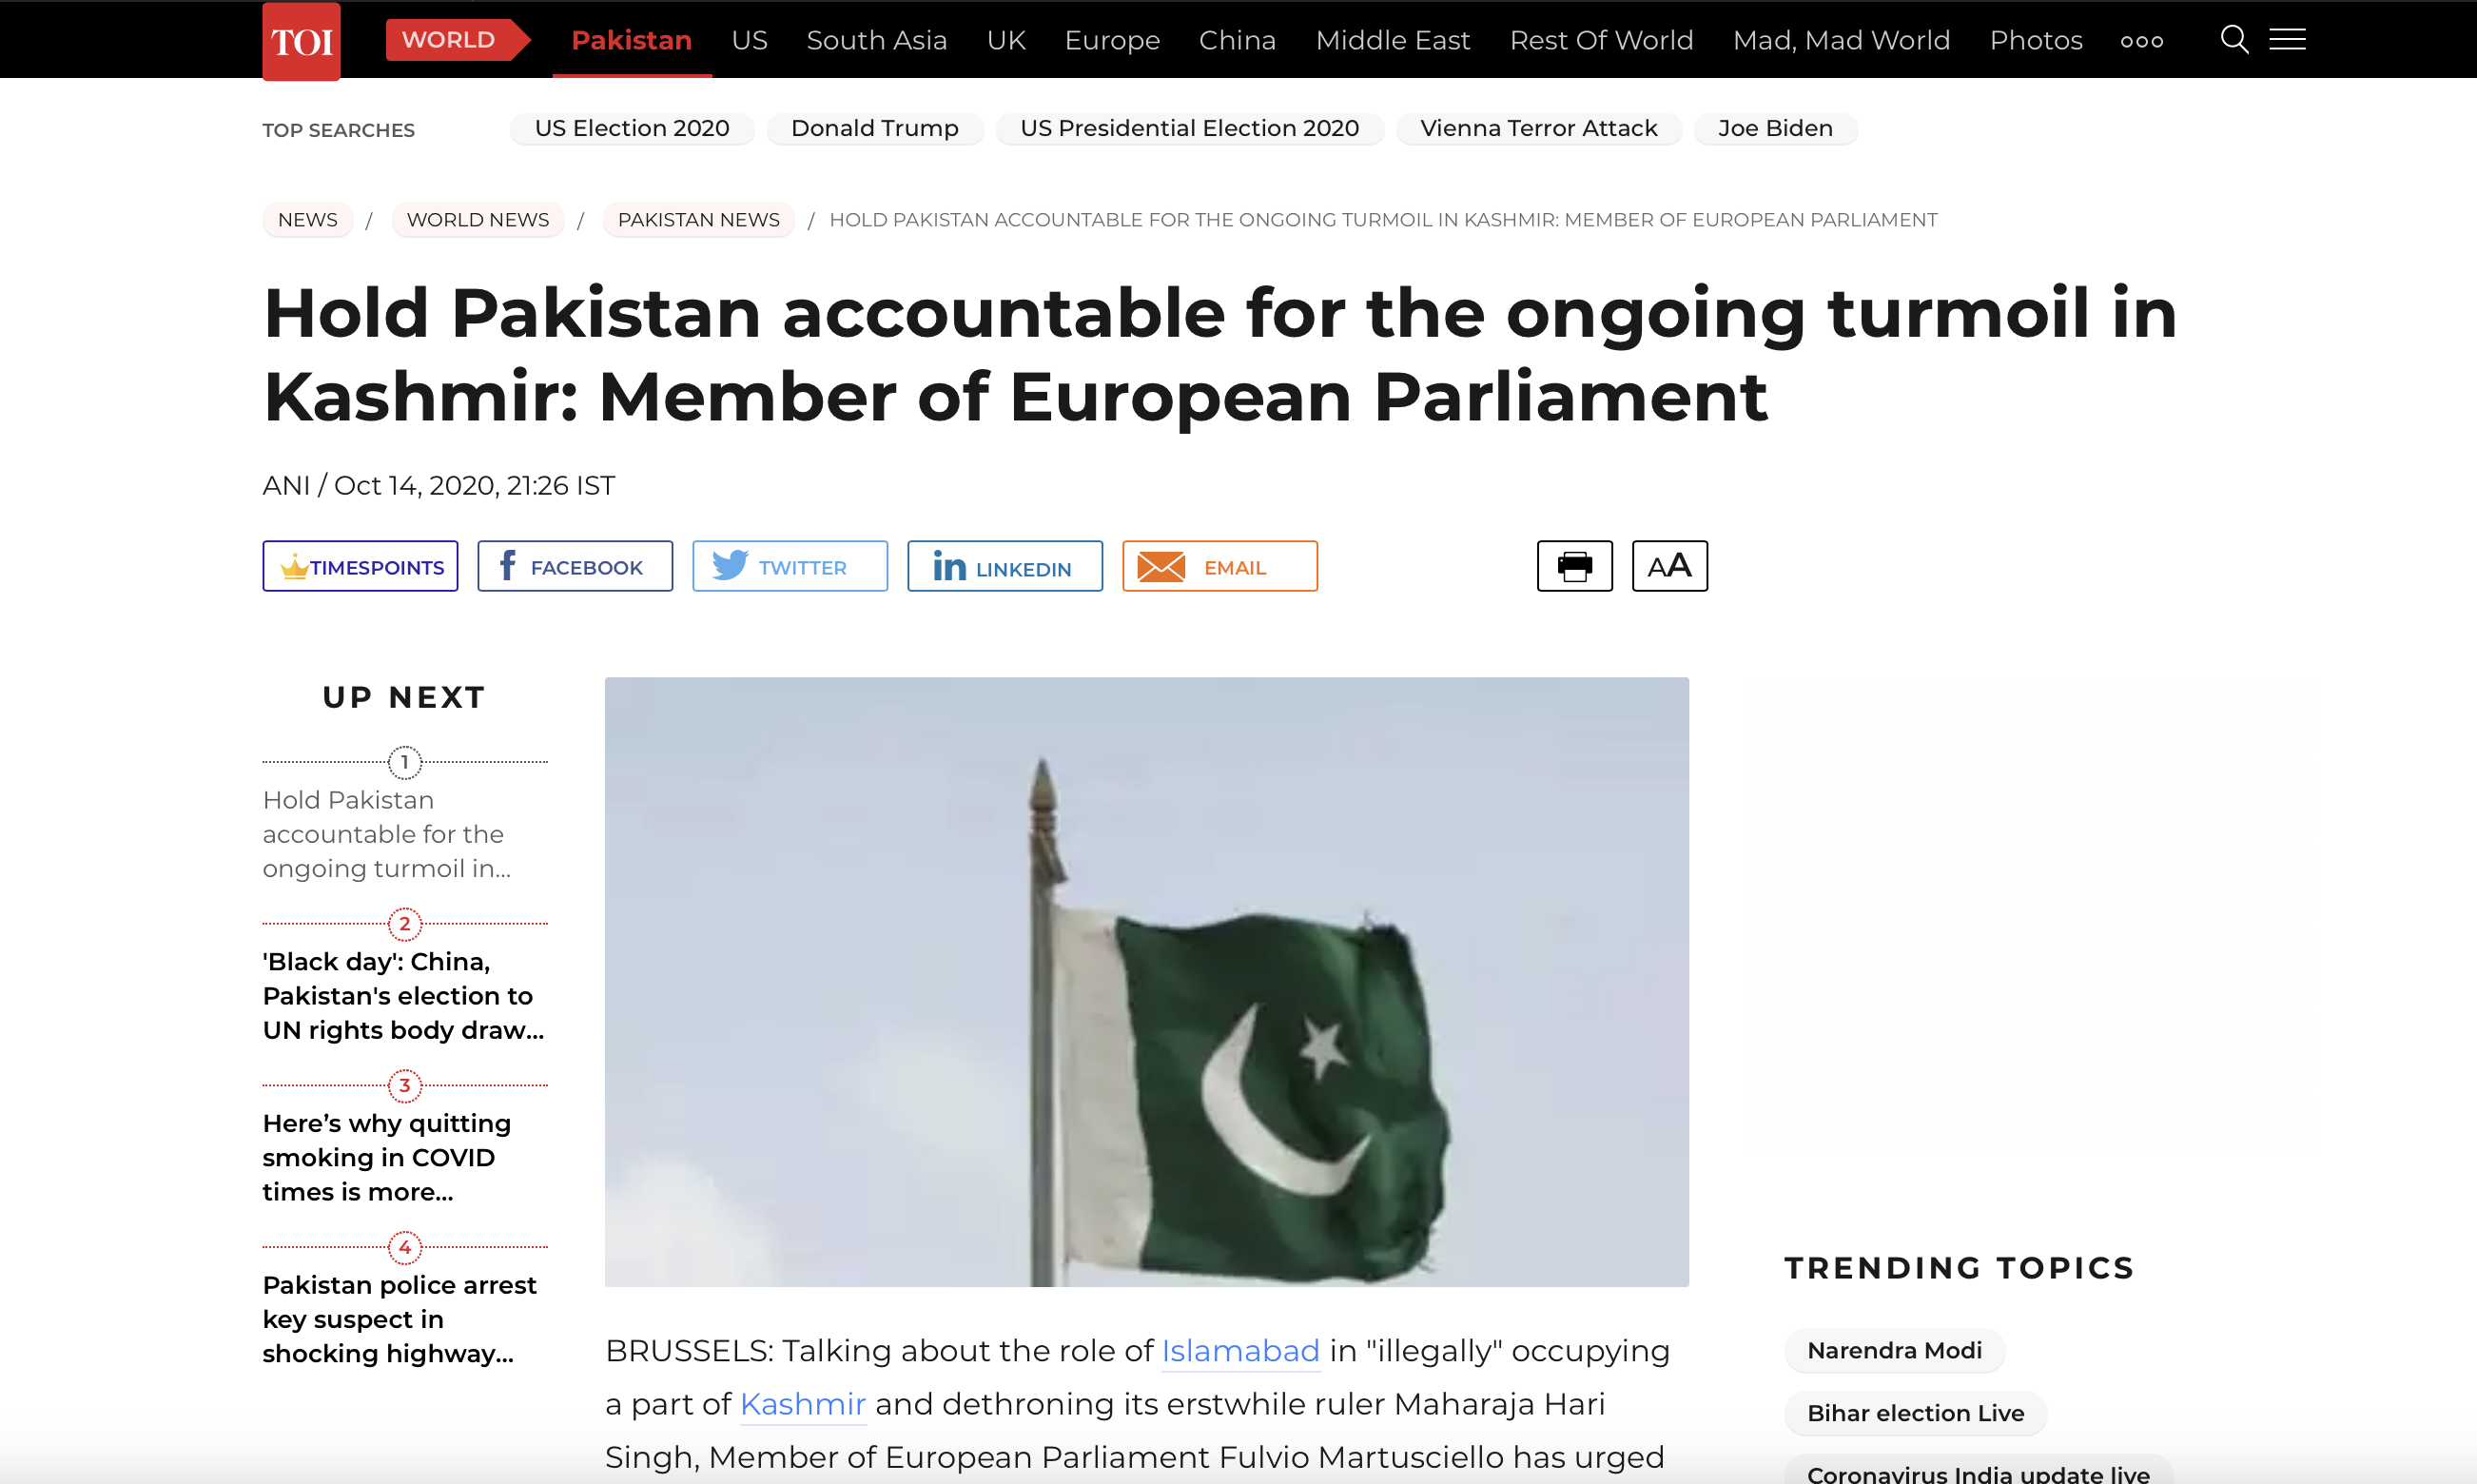 TOI
WORLD
Pakistan US South Asia UK Europe China Middle East Rest Of World Mad, Mad World Photos
TOP SEARCHES
US Election 2020 Donald Trump US Presidential Election 2020 Vienna Terror Attack Joe Biden
NEWS / WORLD NEWS / PAKISTAN NEWS / HOLD PAKISTAN ACCOUNTABLE FOR THE ONGOING TURMOIL IN KASHMIR: MEMBER OF EUROPEAN PARLIAMENT
Hold Pakistan accountable for the ongoing turmoil in
Kashmir: Member of European Parliament
ANI / Oct 14, 2020, 21:26 IST
TIMESPOINTS f FACEBOOK TWITTER in LINKEDIN EMAIL AA
UP NEXT
1
Hold Pakistan
accountable for the
ongoing turmoil in...
2
'Black day': China,
Pakistan's election to
UN rights body draw...
3
Here’s why quitting
smoking in COVID
times is more...
4
Pakistan police arrest
key suspect in
shocking highway...
BRUSSELS: Talking about the role of Islamabad in "illegally" occupying
a part of Kashmir and dethroning its erstwhile ruler Maharaja Hari
Singh, Member of European Parliament Fulvio Martusciello has urged
TRENDING TOPICS
Narendra Modi
Bihar election Live
Coronavirus India update live